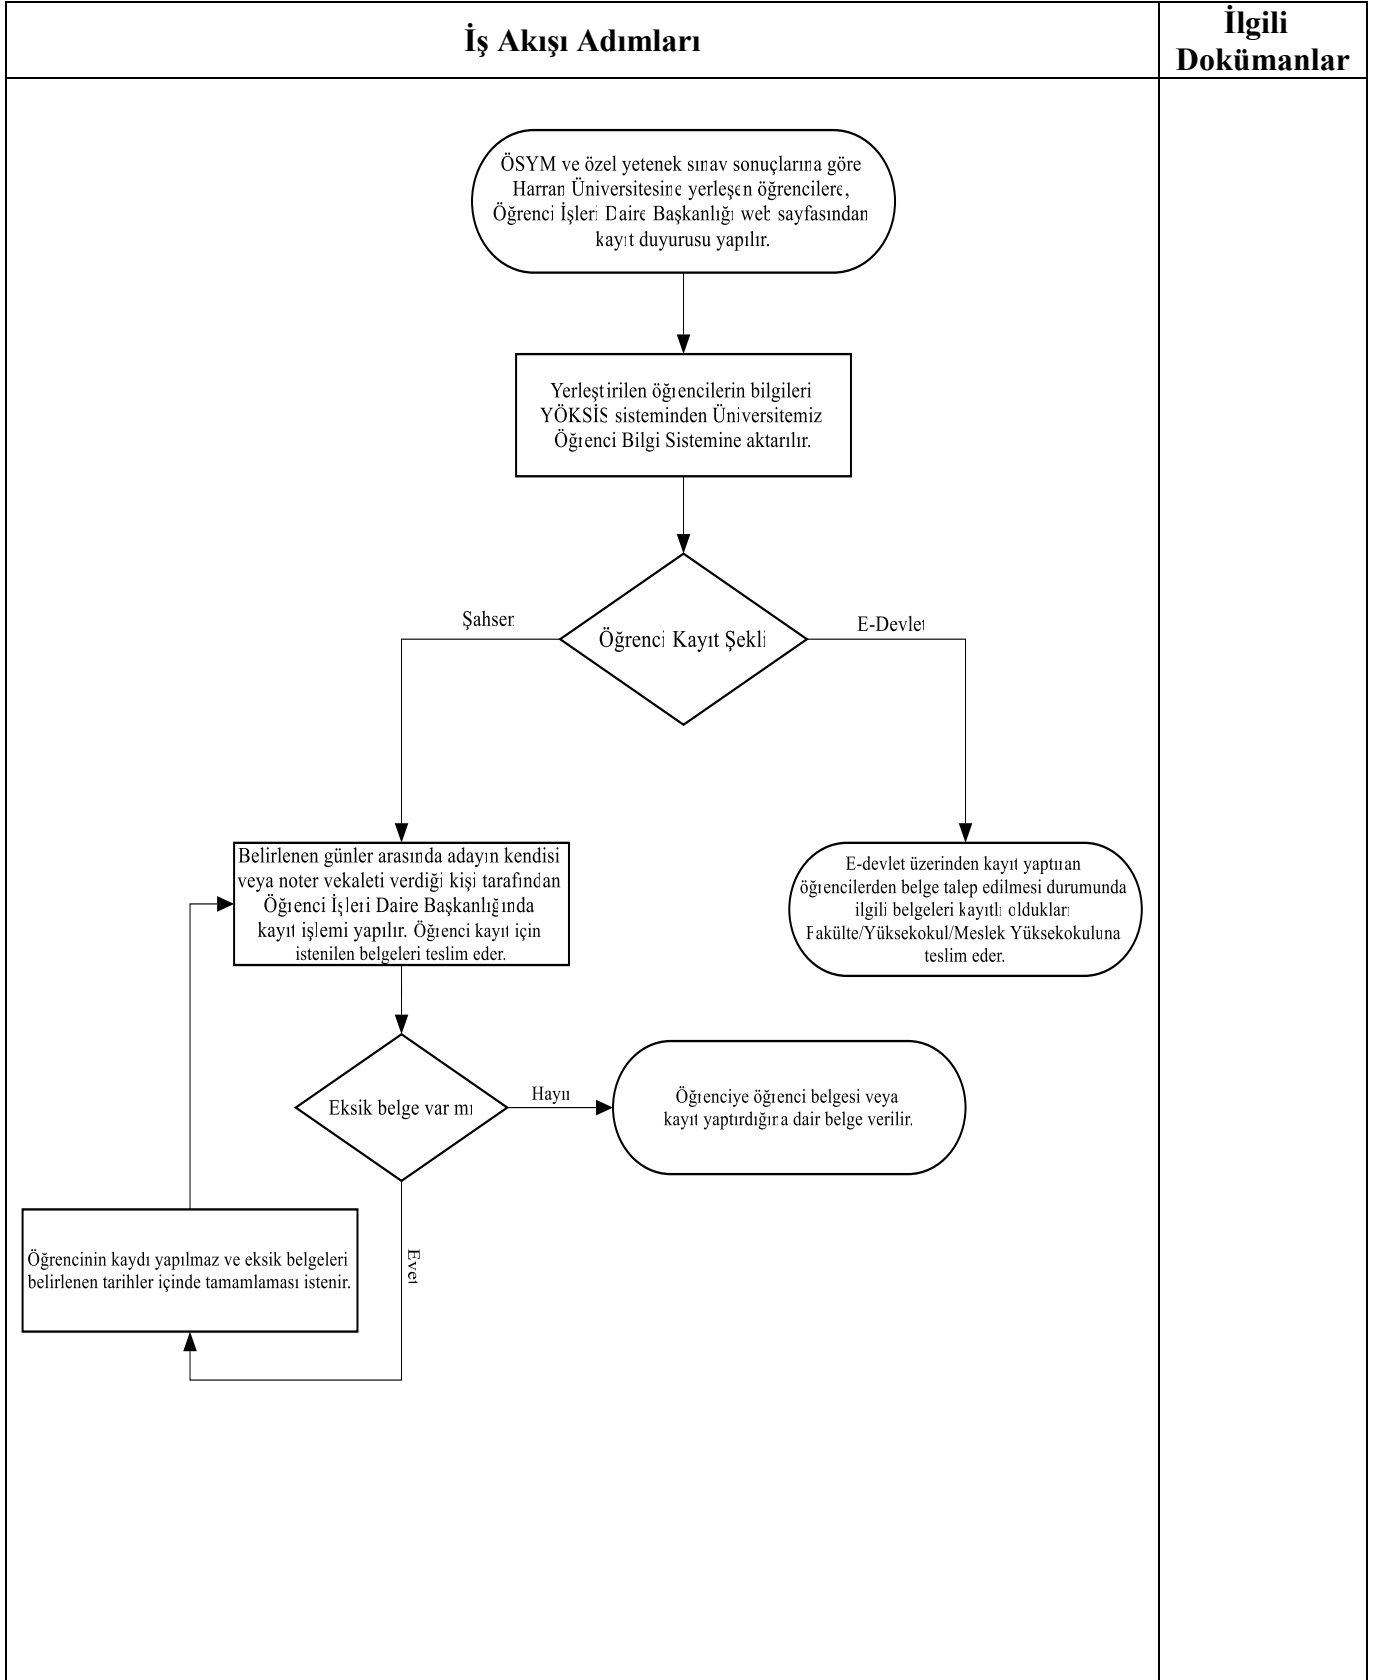 İş Akışı Adımları
İlgili
Dokümanlar
ÖSYM ve özel yetenek sınav sonuçlarına göre
Harran Üniversitesine yerleşen öğrencilere,
Öğrenci İşleri Daire Başkanlığı web sayfasından
kayıt duyurusu yapılır.
Yerleştirilen öğrencilerin bilgileri
YÖKSİS sisteminden Üniversitemiz
Öğrenci Bilgi Sistemine aktarılır.
Şahsen
Öğrenci Kayıt Şekli
E-Devlet
Belirlenen günler arasında adayın kendisi
veya noter vekaleti verdiği kişi tarafından
Öğrenci İşleri Daire Başkanlığında
kayıt işlemi yapılır. Öğrenci kayıt için
istenilen belgeleri teslim eder.
E-devlet üzerinden kayıt yaptıran
öğrencilerden belge talep edilmesi durumunda
ilgili belgeleri kayıtlı oldukları
Fakülte/Yüksekokul/Meslek Yüksekokuluna
teslim eder.
Eksik belge var mı
Hayır
Öğrenciye öğrenci belgesi veya
kayıt yaptırdığına dair belge verilir.
Öğrencinin kaydı yapılmaz ve eksik belgeleri
belirlenen tarihler içinde tamamlaması istenir.
Evet